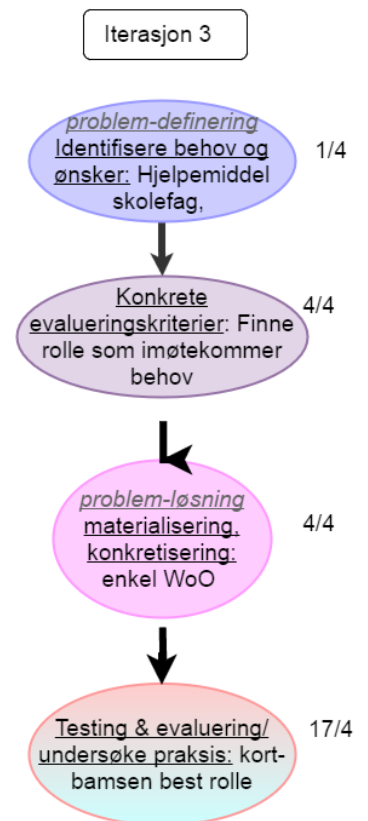 Iterasjon 3
problem-definering
Identifisere behov og
ønsker: Hjelpemiddel
skolefag,
1/4
Konkrete
evalueringskriterier: Finne
rolle som imøtekommer
behov
4/4
problem-løsning
materialisering,
konkretisering:
enkel WoO
4/4
Testing & evaluering/
undersøke praksis: kort-
bamsen best rolle
17/4